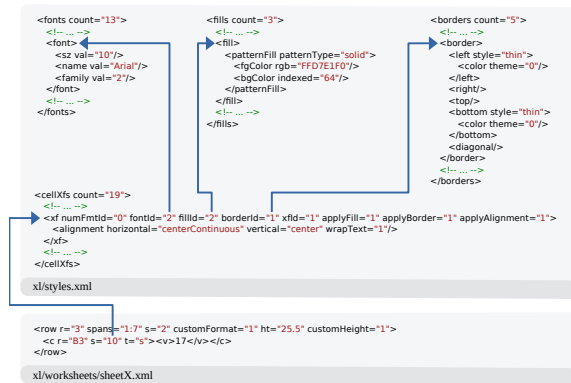 <fonts count="13">
<!-- ... -->
<font>
<sz val="10"/>
<name val="Arial"/>
<family val="2"/>
</font>
<!-- ... -->
</fonts>
<fills count="3">
<!-- ... -->
<fill>
<patternFill patternType="solid">
<fgColor rgb="FFD7E1F0"/>
<bgColor indexed="64"/>
</patternFill>
</fill>
<!-- ... -->
</fills>
<borders count="5">
<!-- ... -->
<border>
<left style="thin">
<color theme="0"/>
</left>
<right/>
<top/>
<bottom style="thin">
<color theme="0"/>
</bottom>
<diagonal/>
</border>
<!-- ... -->
</borders>
<cellXfs count="19">
<!-- ... -->
<xf numFmtId="0" fontId="2" fillId="2" borderId="1" xfId="1" applyFill="1" applyBorder="1" applyAlignment="1">
<alignment horizontal="centerContinuous" vertical="center" wrapText="1"/>
</xf>
<!-- ... -->
</cellXfs>
xl/styles.xml
<row r="3" spans="1:7" s="2" customFormat="1" ht="25.5" customHeight="1">
<c r="B3" s="10" t="s"><v>17</v></c>
</row>
xl/worksheets/sheetX.xml